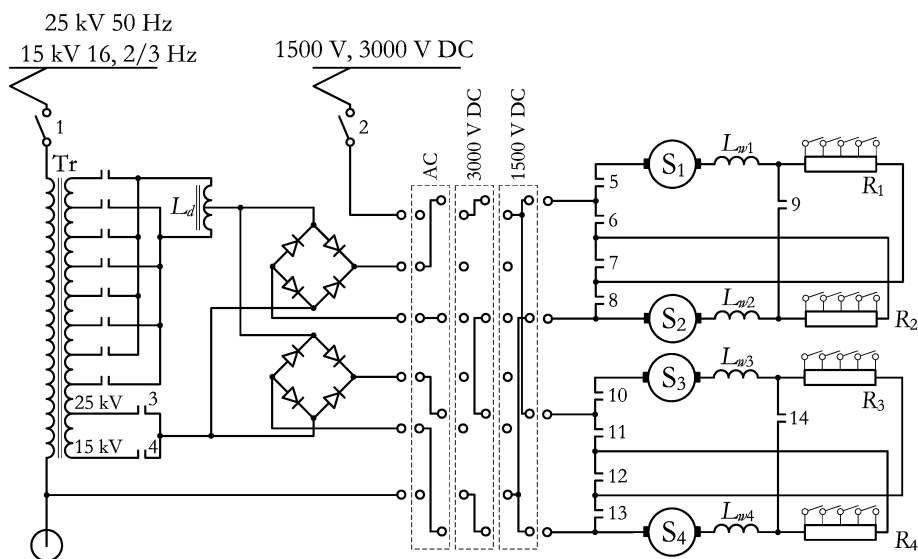 25 kV 50 Hz
15 kV 16, 2/3 Hz
1500 V, 3000 V DC
1
2
Tr
L_d
AC
3000 V DC
1500 V DC
25 kV
3
15 kV
4
5
6
7
8
9
S₁
L_w1
R₁
S₂
L_w2
R₂
10
11
12
13
14
S₃
L_w3
R₃
S₄
L_w4
R₄